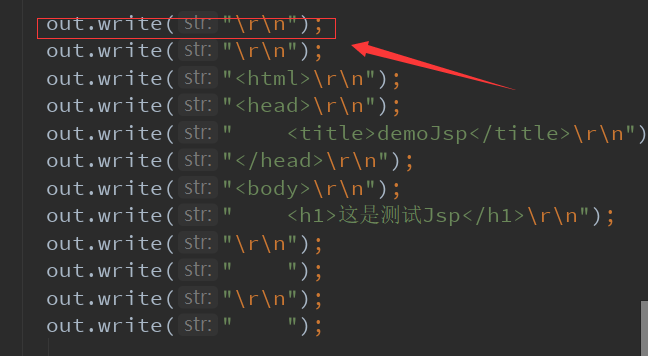 out.write( str: "\r\n");
out.write( str: "\r\n");
out.write( str: "<html>\r\n");
out.write( str: "<head>\r\n");
out.write( str: "    <title>demoJsp</title>\r\n")
out.write( str: "</head>\r\n");
out.write( str: "<body>\r\n");
out.write( str: "    <h1>这是测试Jsp</h1>\r\n");
out.write( str: "\r\n");
out.write( str: "    ");
out.write( str: "\r\n");
out.write( str: "    ");